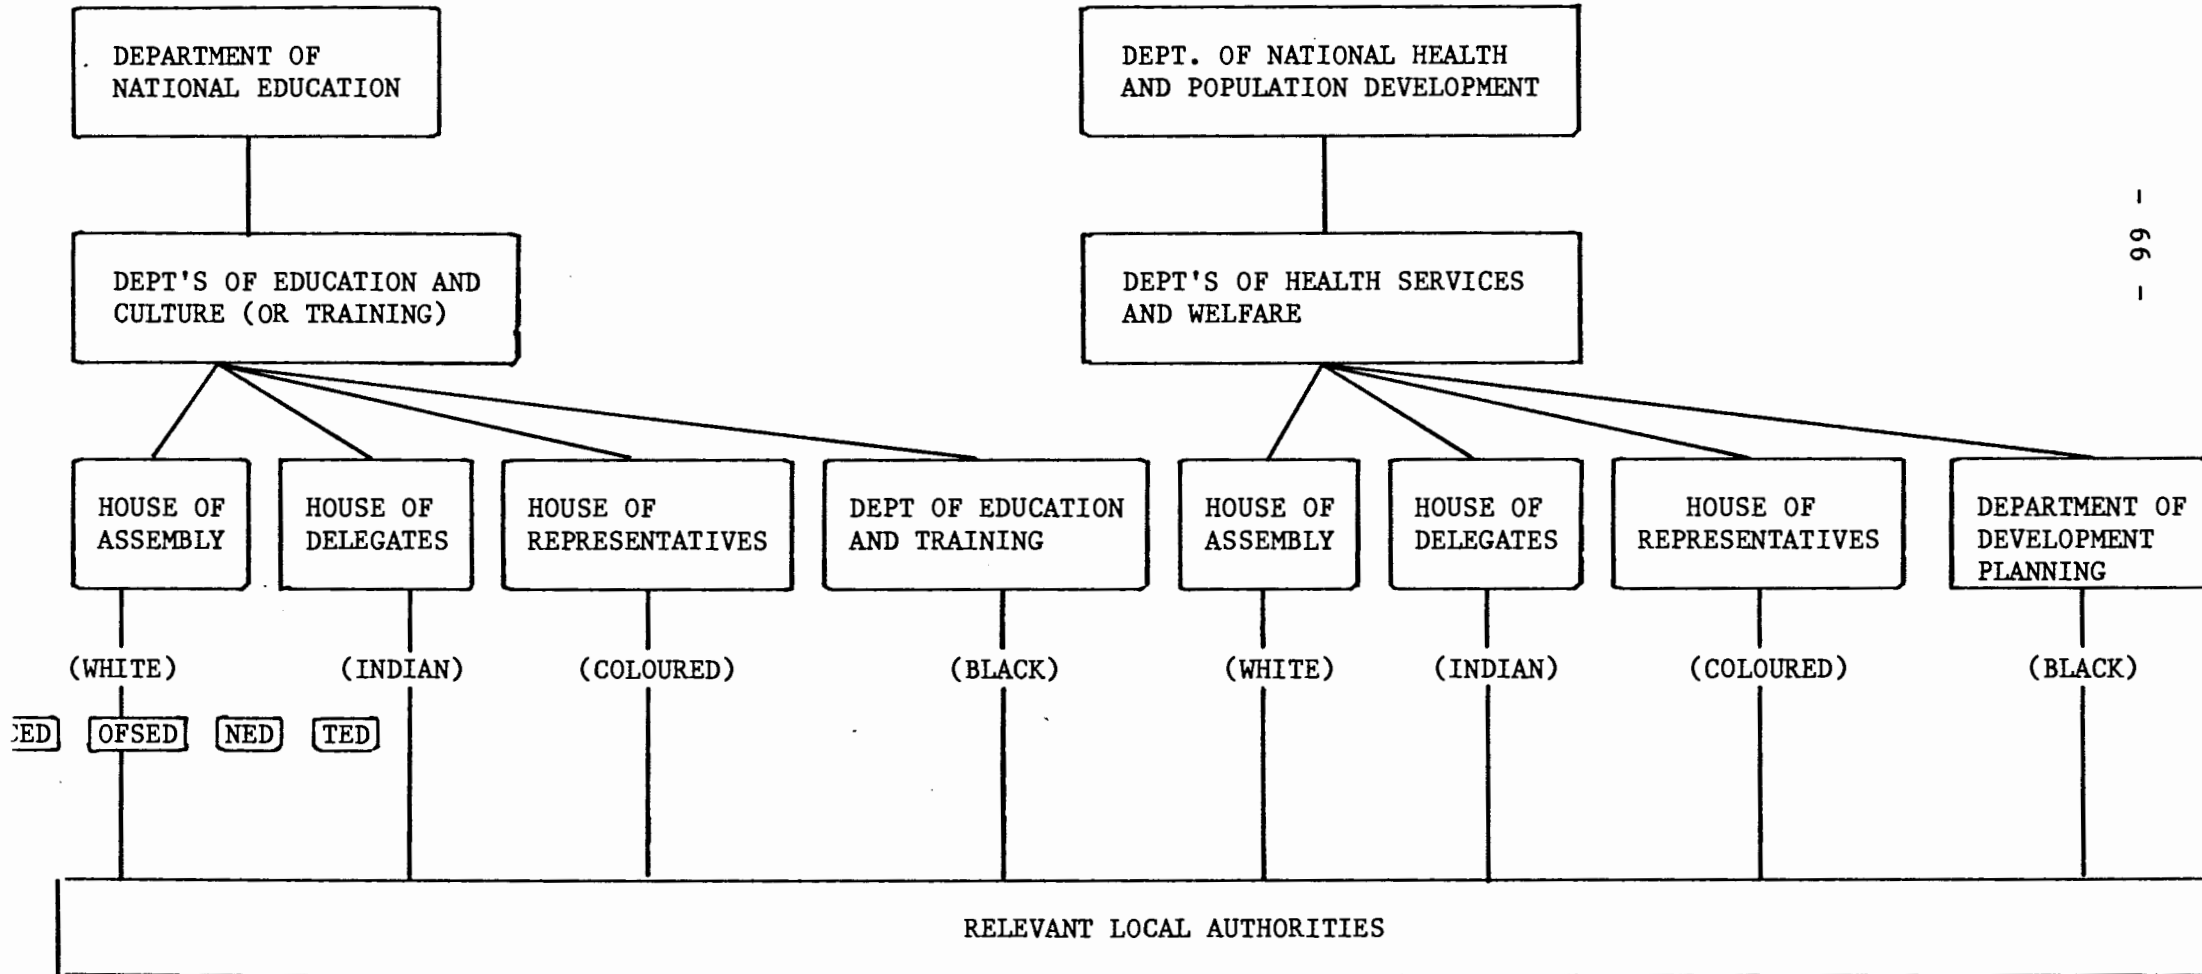 DEPARTMENT OF
NATIONAL EDUCATION
DEPT. OF NATIONAL HEALTH
AND POPULATION DEVELOPMENT
- 99 -
DEPT'S OF EDUCATION AND
CULTURE (OR TRAINING)
DEPT'S OF HEALTH SERVICES
AND WELFARE
HOUSE OF
ASSEMBLY
HOUSE OF
DELEGATES
HOUSE OF
REPRESENTATIVES
DEPT OF EDUCATION
AND TRAINING
HOUSE OF
ASSEMBLY
HOUSE OF
DELEGATES
HOUSE OF
REPRESENTATIVES
DEPARTMENT OF
DEVELOPMENT
PLANNING
(WHITE)
(INDIAN)
(COLOURED)
(BLACK)
(WHITE)
(INDIAN)
(COLOURED)
(BLACK)
OFSED
NED
TED
RELEVANT LOCAL AUTHORITIES